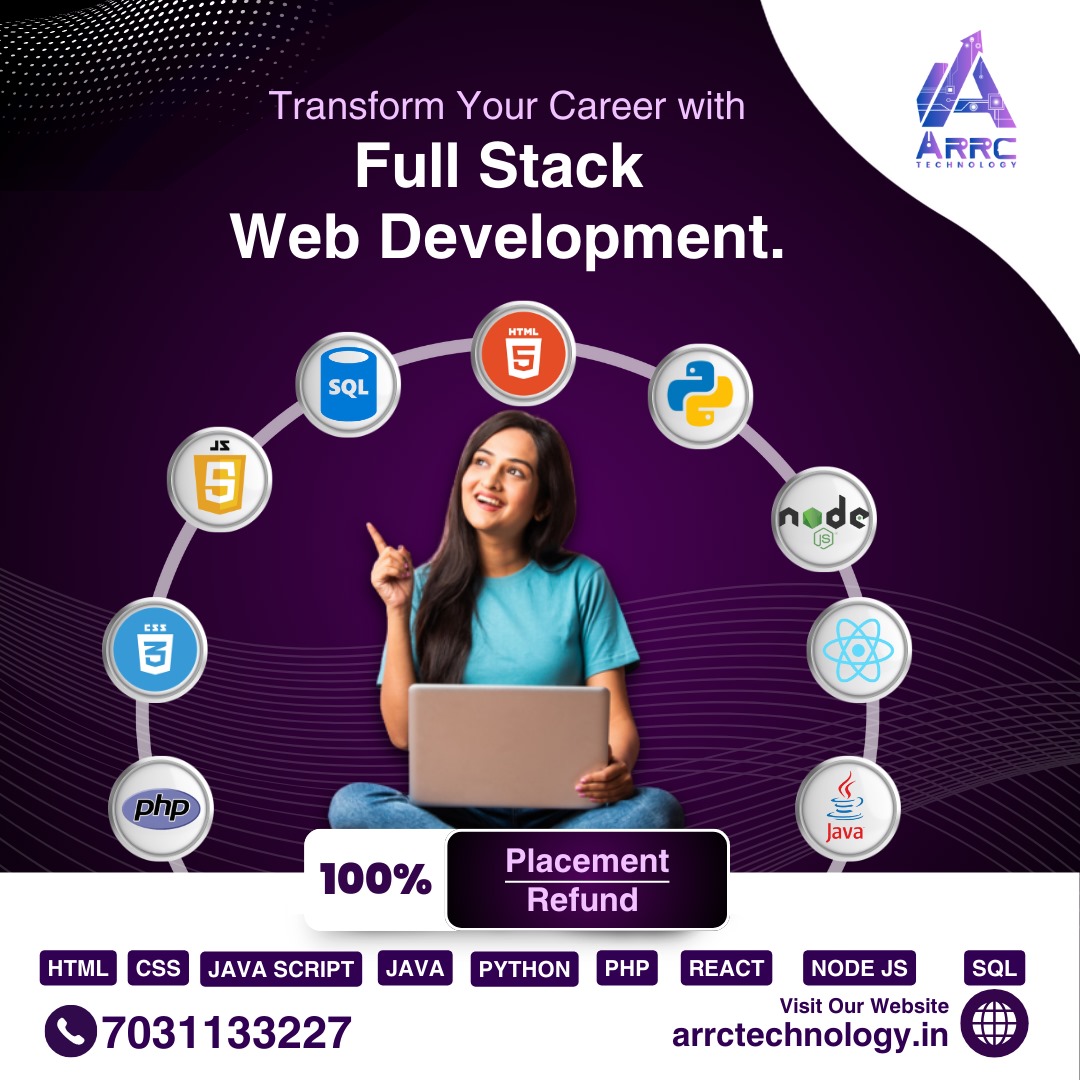 Transform Your Career with
Full Stack
Web Development.
ARRC
TECHNOLOGY
HTML
5
SQL
JS
5
node
JS
CSS
3
php
Java
100%
Placement
Refund
HTML CSS JAVA SCRIPT JAVA PYTHON PHP REACT NODE JS SQL
7031133227
Visit Our Website
arrctechnology.in